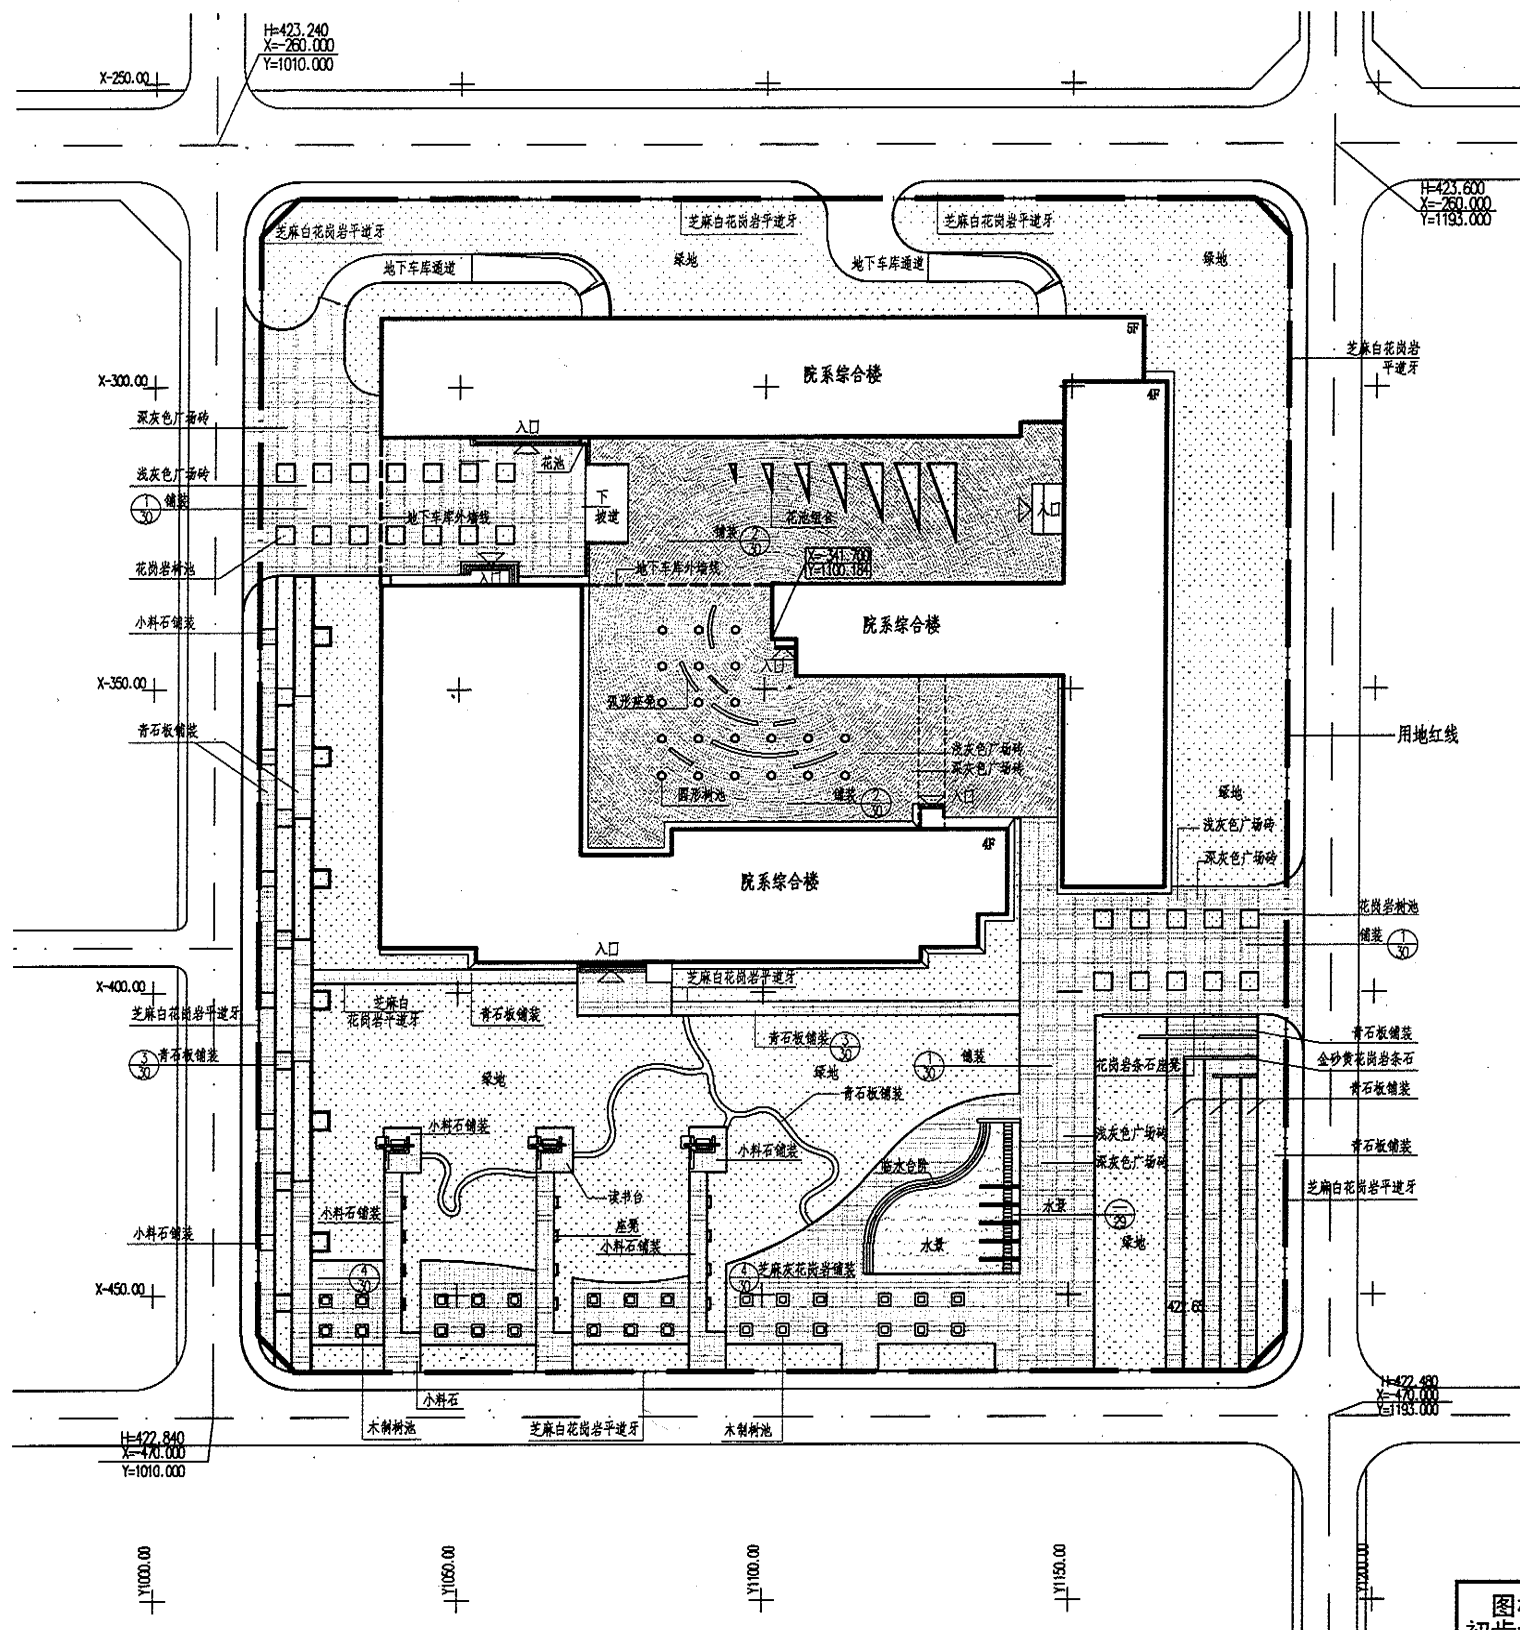 H=423.240
X=-260.000
Y=1010.000
X-250.00
H=423.600
X=-260.000
Y=1193.000
芝麻白花岗岩平道牙
芝麻白花岗岩平道牙
芝麻白花岗岩平道牙
绿地
绿地
地下车库通道
地下车库通道
5F
芝麻白花岗岩
平道牙
院系综合楼
X-300.00
4F
深灰色广场砖
入口
花池
浅灰色广场砖
1
30
铺装
下
坡道
入口
地下车库外墙线
花池组合
铺装
2
30
X=-341.700
Y=1100.184
花岗岩树池
入口
地下车库外墙线
小料石铺装
院系综合楼
入口
X-350.00
弧形座凳
青石板铺装
用地红线
浅灰色广场砖
深灰色广场砖
圆形树池
铺装
2
30
入口
绿地
浅灰色广场砖
深灰色广场砖
4F
院系综合楼
花岗岩树池
铺装
1
30
入口
芝麻白花岗岩平道牙
X-400.00
芝麻白
花岗岩平道牙
青石板铺装
芝麻白花岗岩平道牙
青石板铺装
3
30
青石板铺装
3
30
青石板铺装
1
30
铺装
花岗岩条石座凳
金砂黄花岗岩条石
绿地
绿地
青石板铺装
青石板铺装
小料石铺装
小料石铺装
浅灰色广场砖
深灰色广场砖
青石板铺装
临水台阶
芝麻白花岗岩平道牙
读书台
小料石铺装
座凳
小料石铺装
小料石铺装
水景
水景
一
29
绿地
4
30
4
30
芝麻灰花岗岩铺装
X-450.00
小料石
木制树池
芝麻白花岗岩平道牙
木制树池
H=422.480
X=-470.000
Y=1193.000
H=422.840
X=-470.000
Y=1010.000
Y1000.00
Y1050.00
Y1100.00
Y1150.00
Y1200.00
图
初步